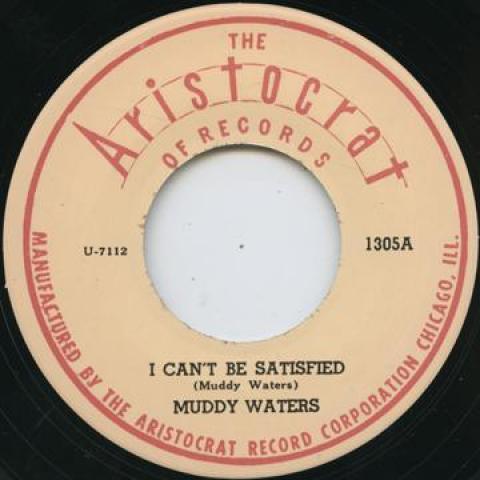 THE
Aristocrat
OF RECORDS
U-7112
1305A
I CAN'T BE SATISFIED
(Muddy Waters)
MUDDY WATERS
MANUFACTURED BY THE ARISTOCRAT RECORD CORPORATION CHICAGO, ILL.